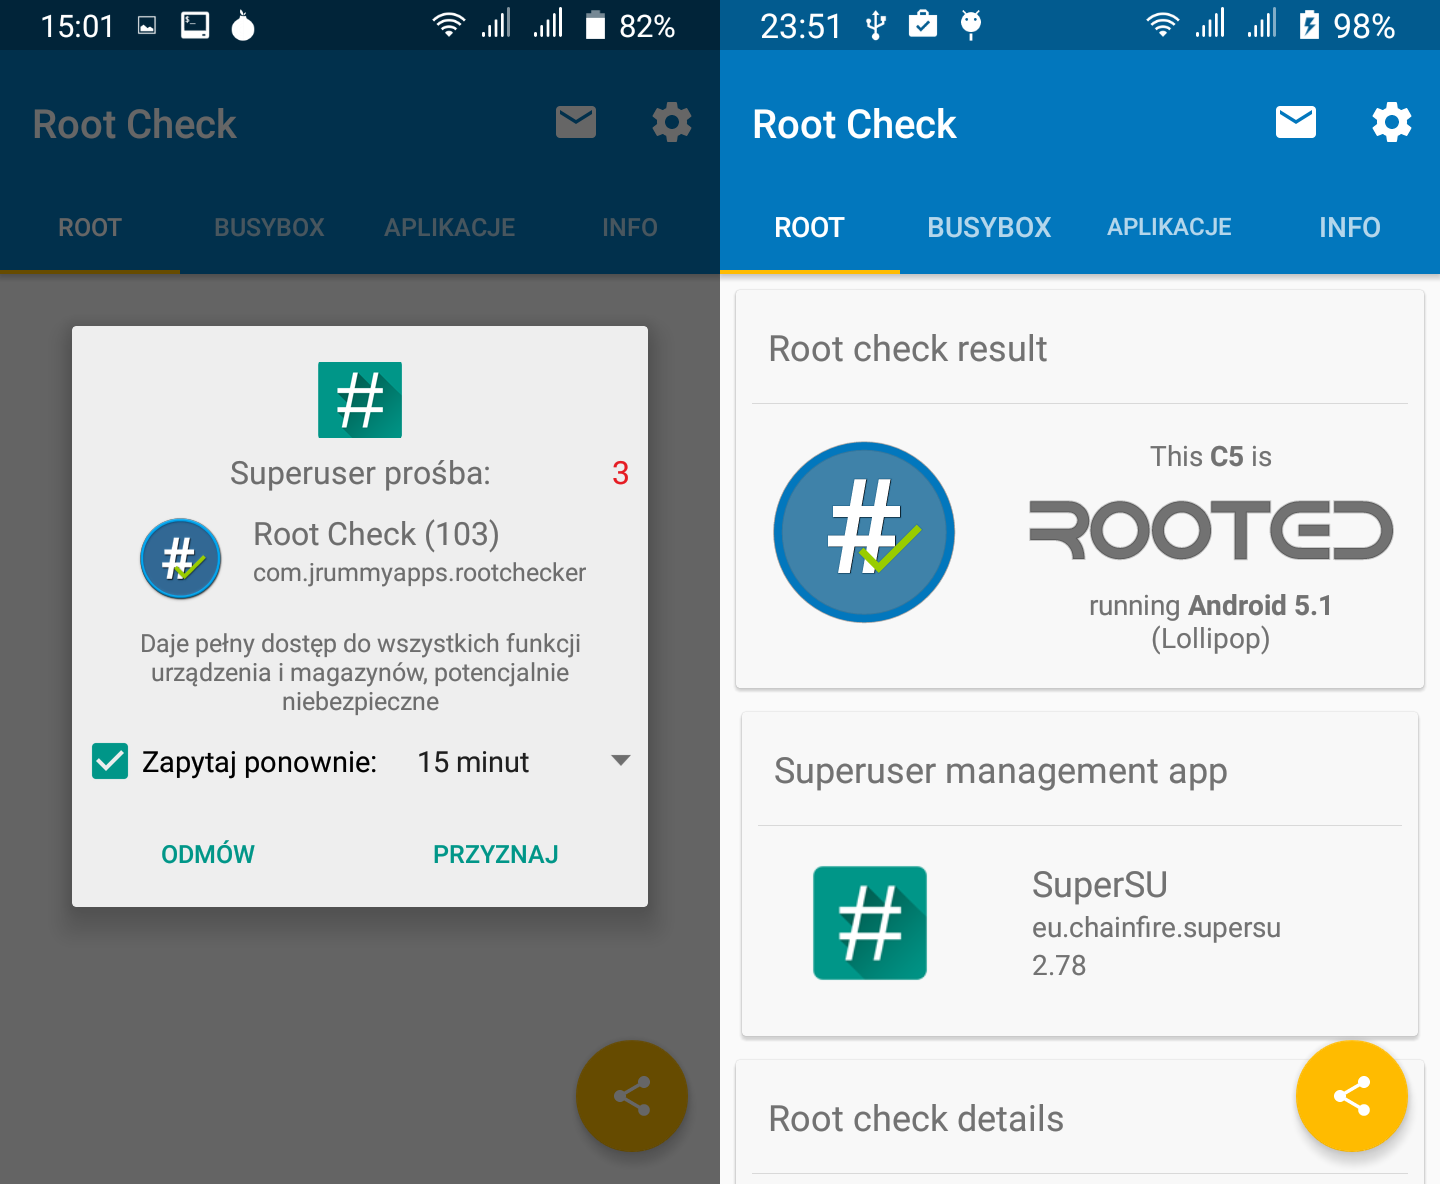 15:01
82%
Root Check
ROOT
BUSYBOX
APLIKACJE
INFO
#
Superuser prośba:
3
#
Root Check (103)
com.jrummyapps.rootchecker
Daje pełny dostęp do wszystkich funkcji
urządzenia i magazynów, potencjalnie
niebezpieczne
Zapytaj ponownie:
15 minut
ODMÓW
PRZYZNAJ
23:51
98%
Root Check
ROOT
BUSYBOX
APLIKACJE
INFO
Root check result
#
This C5 is
ROOTED
running Android 5.1
(Lollipop)
Superuser management app
#
SuperSU
eu.chainfire.supersu
2.78
Root check details